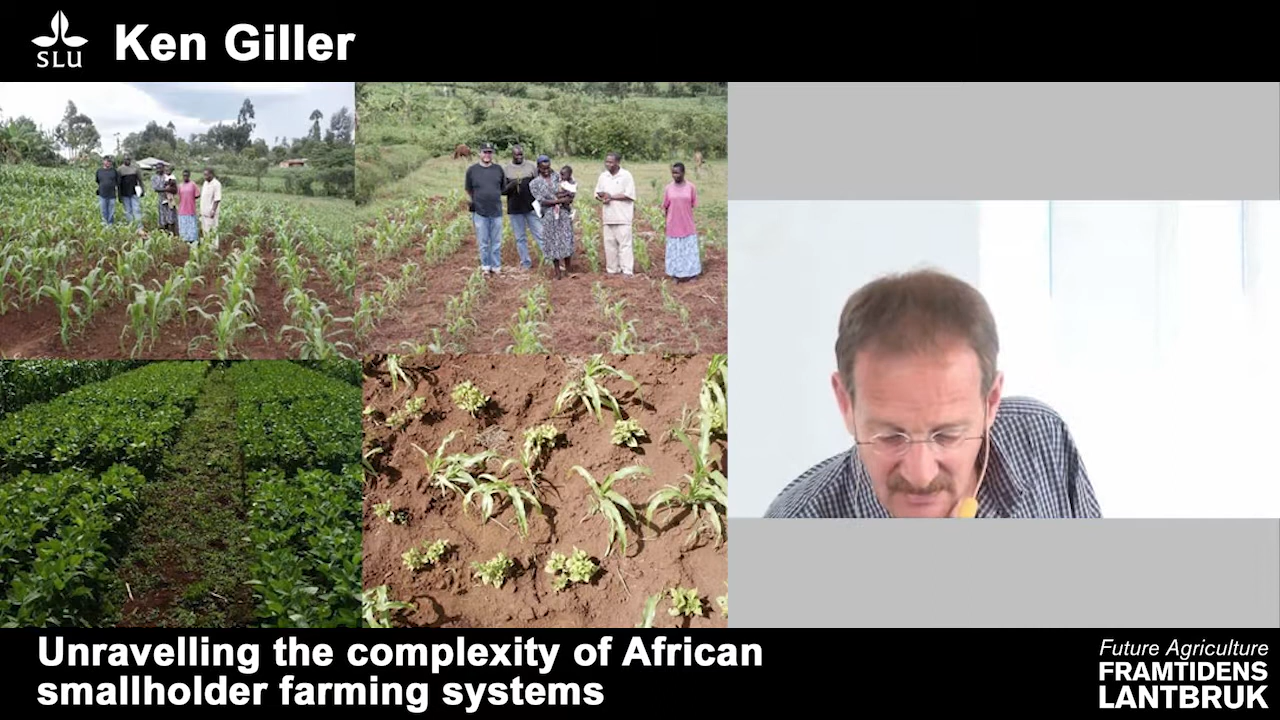 SLU
Ken Giller
Unravelling the complexity of African
smallholder farming systems
Future Agriculture
FRAMTIDENS
LANTBRUK